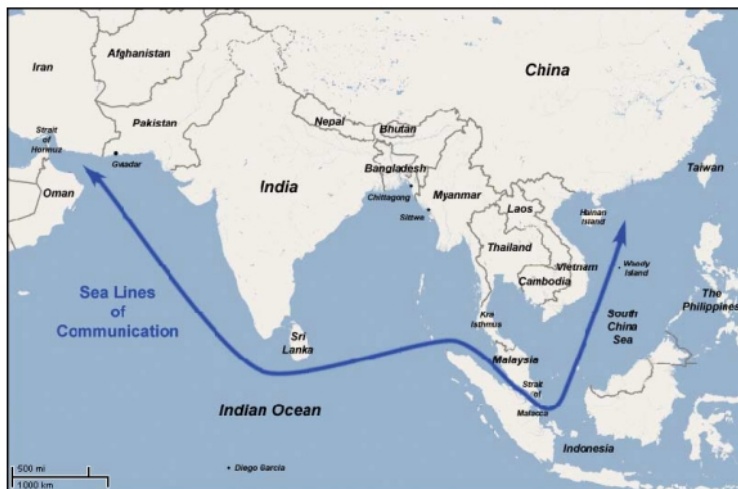 China
Afghanistan
Iran
Pakistan
Nepal
Bhutan
Strait
of
Hormuz
Gwadar
Taiwan
Bangladesh
Oman
India
Myanmar
Chittagong
Laos
Hainan
Island
Sittwe
Thailand
Vietnam
Woody
Island
Cambodia
Sea Lines
of
Communication
The
Philippines
Kra
Isthmus
South
China
Sea
Sri
Lanka
Malaysia
Strait
of
Malacca
Indian Ocean
Indonesia
Diego Garcia
500 mi
1000 km